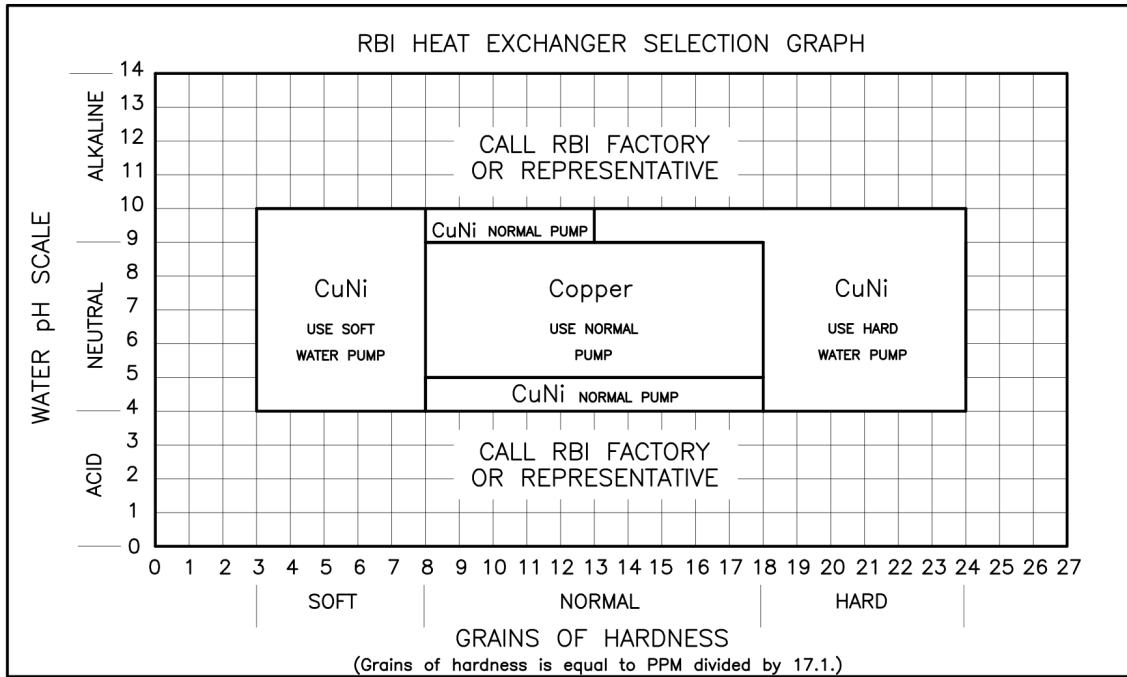 RBI HEAT EXCHANGER SELECTION GRAPH
WATER pH SCALE
ALKALINE
NEUTRAL
ACID
14
13
12
11
10
9
8
7
6
5
4
3
2
1
0
CALL RBI FACTORY
OR REPRESENTATIVE
CuNi NORMAL PUMP
CuNi
USE SOFT
WATER PUMP
Copper
USE NORMAL
PUMP
CuNi
USE HARD
WATER PUMP
CuNi NORMAL PUMP
CALL RBI FACTORY
OR REPRESENTATIVE
0 1 2 3 4 5 6 7 8 9 10 11 12 13 14 15 16 17 18 19 20 21 22 23 24 25 26 27
SOFT NORMAL HARD
GRAINS OF HARDNESS
(Grains of hardness is equal to PPM divided by 17.1.)